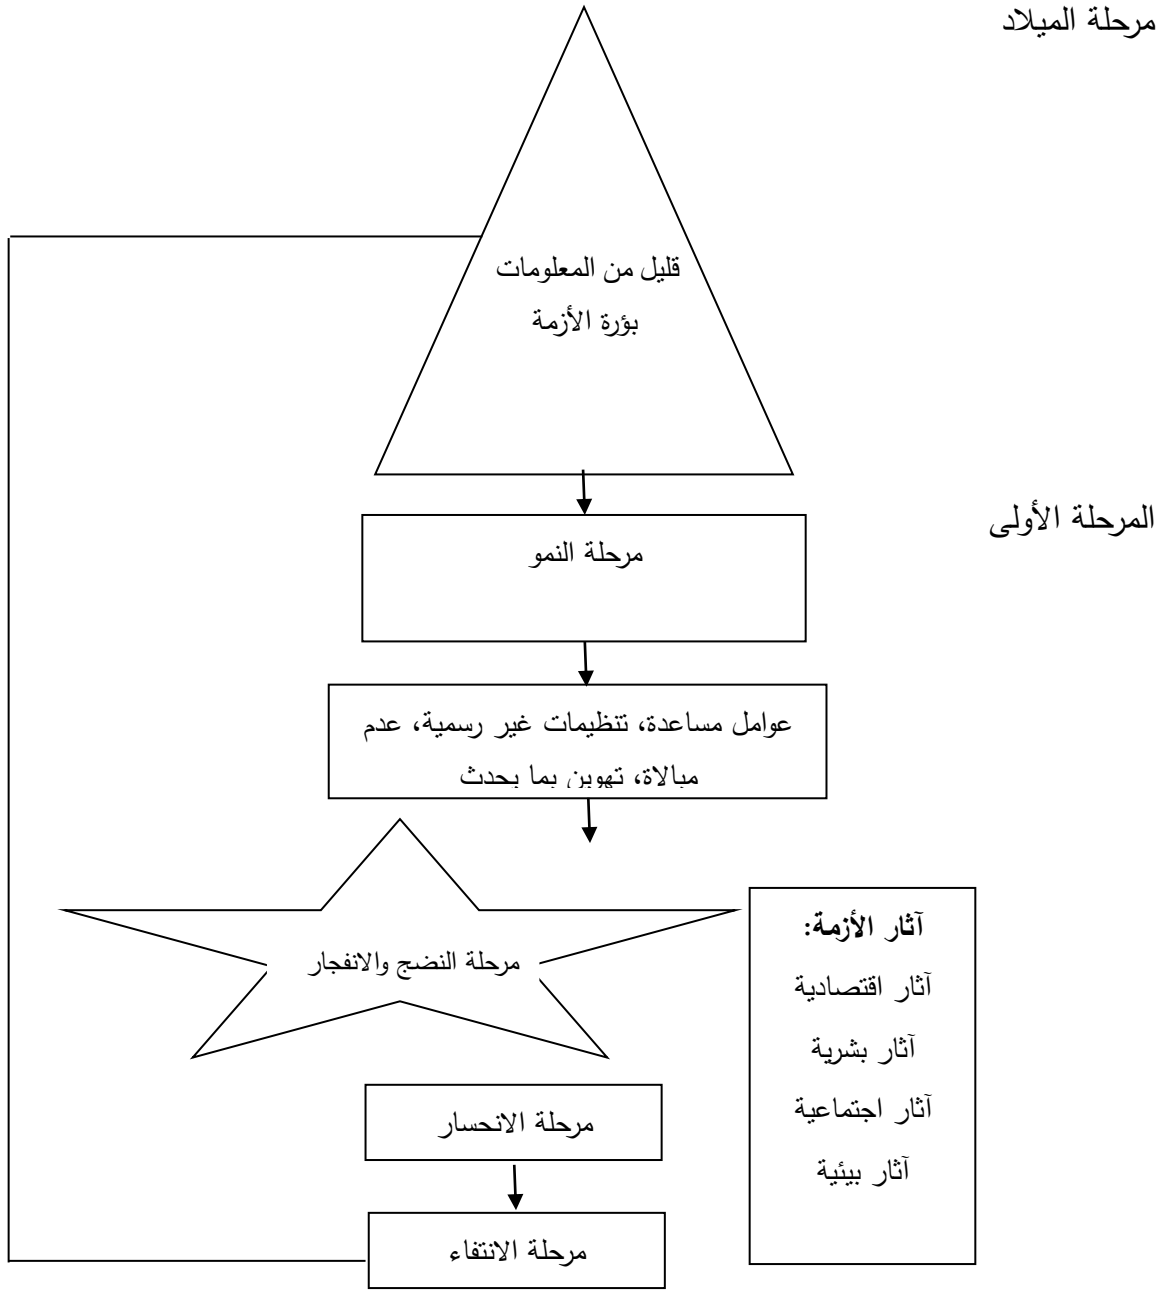 مرحلة الميلاد
قليل من المعلومات
بؤرة الأزمة
المرحلة الأولى
مرحلة النمو
عوامل مساعدة، تنظيمات غير رسمية، عدم
مبالاة، تهوين بما يحدث
مرحلة النضج والانفجار
آثار الأزمة:
آثار اقتصادية
آثار بشرية
آثار اجتماعية
آثار بيئية
مرحلة الانحسار
مرحلة الانتفاء